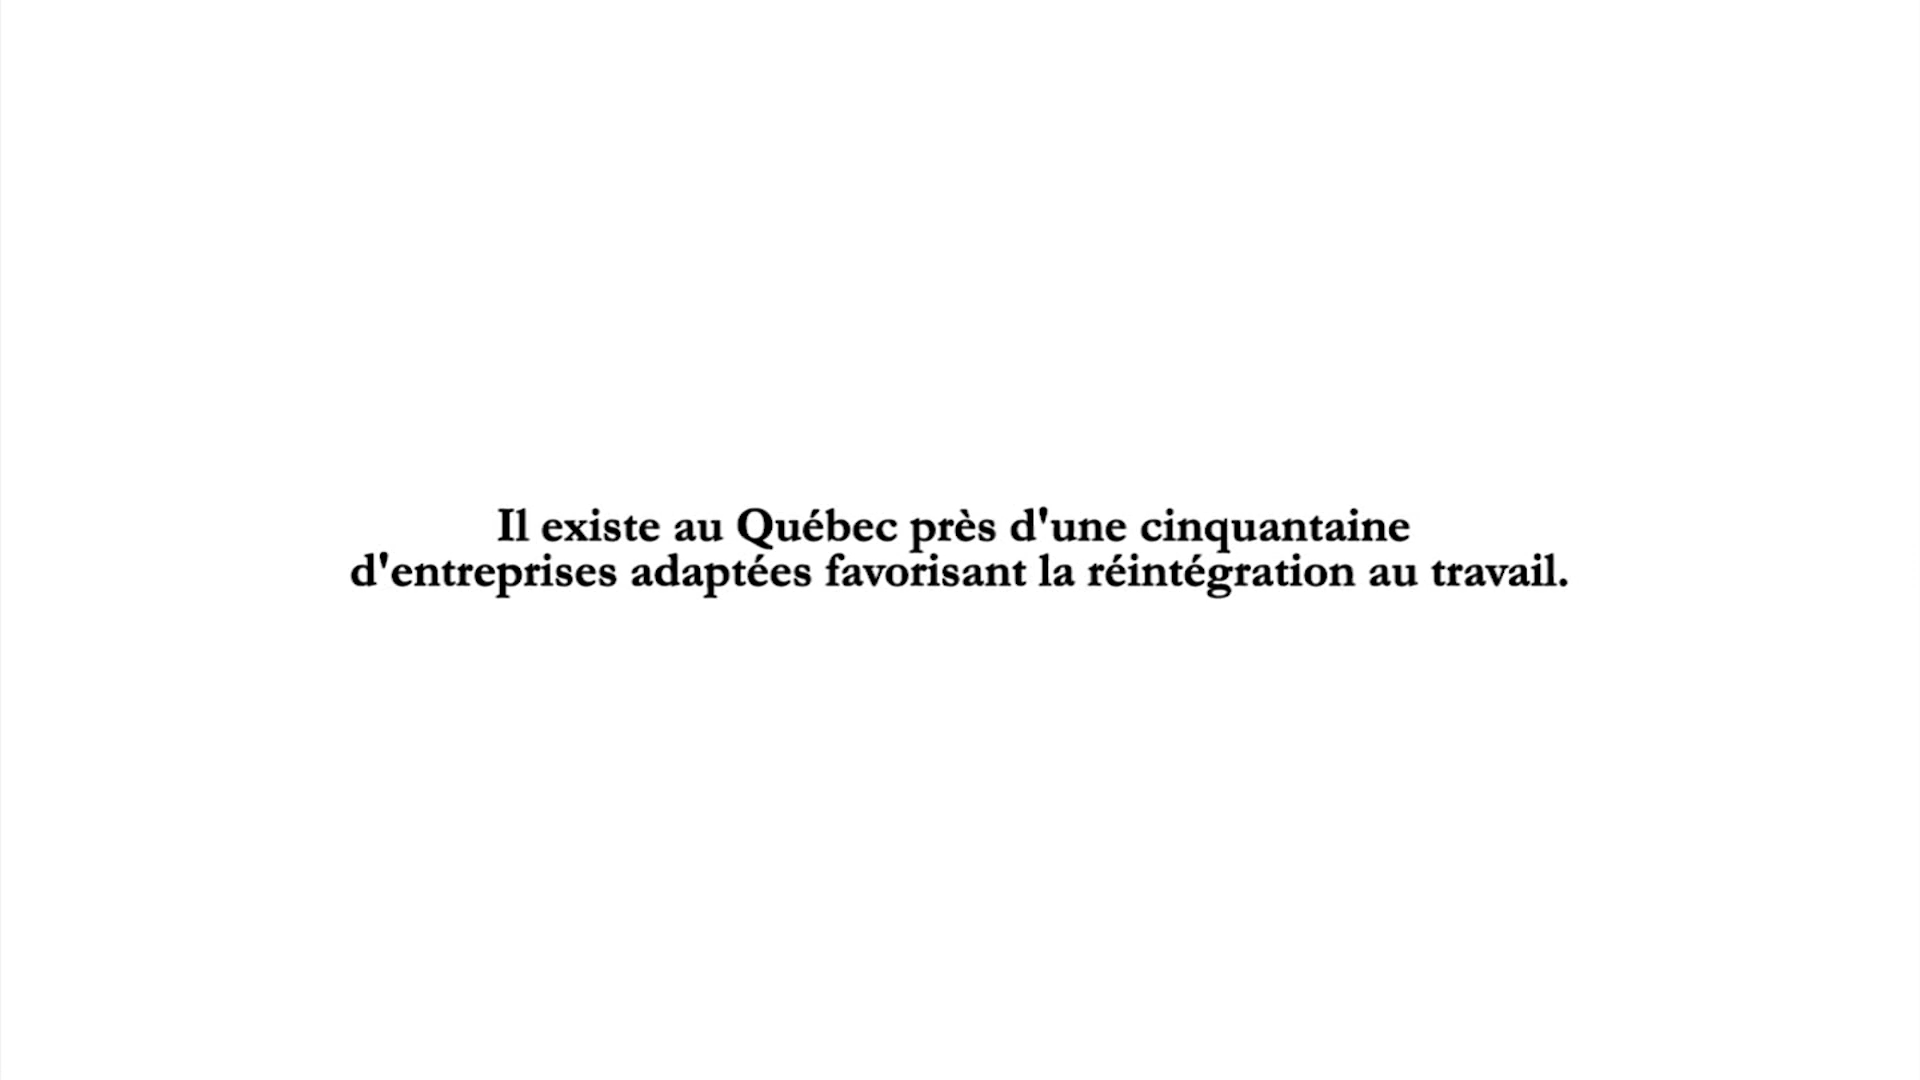 Il existe au Québec près d'une cinquantaine
d'entreprises adaptées favorisant la réintégration au travail.